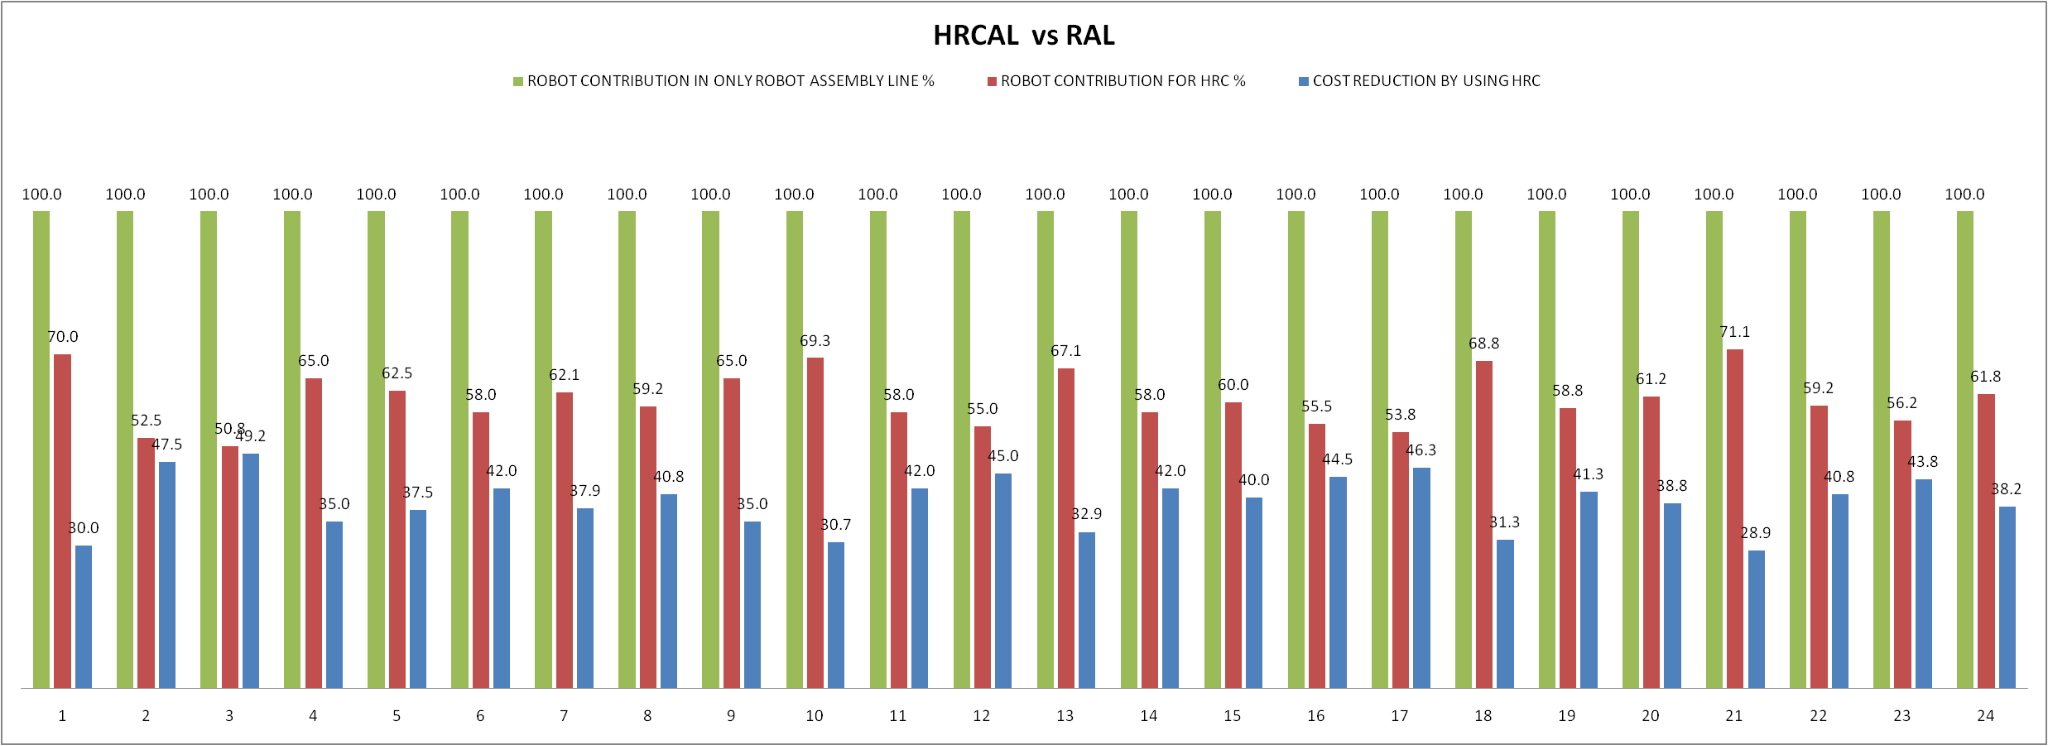 HRCAL vs RAL
ROBOT CONTRIBUTION IN ONLY ROBOT ASSEMBLY LINE % ROBOT CONTRIBUTION FOR HRC % COST REDUCTION BY USING HRC
100.0 100.0 100.0 100.0 100.0 100.0 100.0 100.0 100.0 100.0 100.0 100.0 100.0 100.0 100.0 100.0 100.0 100.0 100.0 100.0 100.0 100.0 100.0 100.0
70.0 52.5 50.8 65.0 62.5 58.0 62.1 59.2 65.0 69.3 58.0 55.0 67.1 58.0 60.0 55.5 53.8 68.8 58.8 61.2 71.1 59.2 56.2 61.8
30.0 47.5 49.2 35.0 37.5 42.0 37.9 40.8 35.0 30.7 42.0 45.0 32.9 42.0 40.0 44.5 46.3 31.3 41.3 38.8 28.9 40.8 43.8 38.2
1 2 3 4 5 6 7 8 9 10 11 12 13 14 15 16 17 18 19 20 21 22 23 24